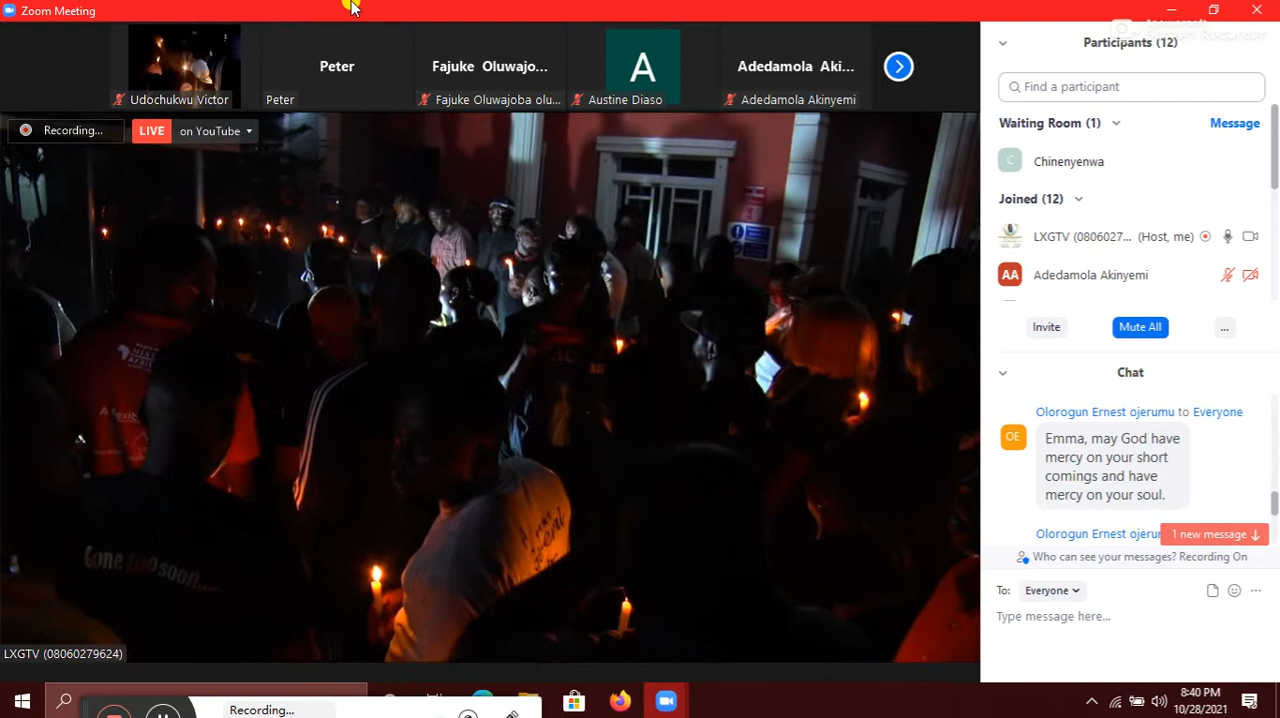 Zoom Meeting
Peter
Fajuke Oluwajo...
A
Adedamola Aki...
Udochukwu Victor
Peter
Fajuke Oluwajoba olu...
Austine Diaso
Adedamola Akinyemi
Recording...
LIVE on YouTube
Gone too soon...
LXGTV (08060279624)
Participants (12)
Find a participant
Waiting Room (1)
Message
C
Chinenyenwa
Joined (12)
LXGTV (0806027... (Host, me)
AA
Adedamola Akinyemi
Invite
Mute All
...
Chat
Olorogun Ernest ojerumu to Everyone
OE
Emma, may God have
mercy on your short
comings and have
mercy on your soul.
1 new message
Who can see your messages? Recording On
To: Everyone
Type message here...
Recording...
8:40 PM
10/28/2021